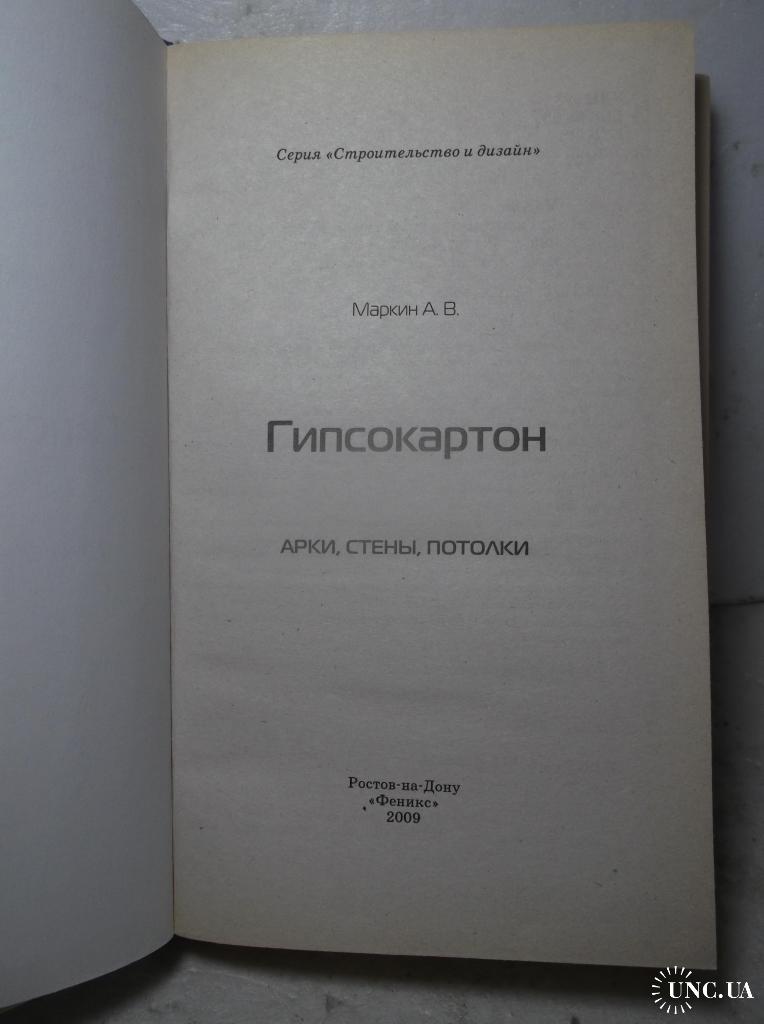 Серия «Строительство и дизайн»
Маркин А. В.
Гипсокартон
АРКИ, СТЕНЫ, ПОТОЛКИ
Ростов-на-Дону
«Феникс»
2009
UNC.UA